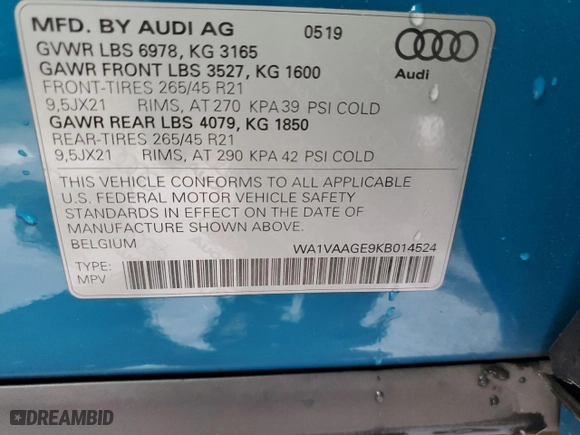 MFD. BY AUDI AG 0519
GVWR LBS 6978, KG 3165
GAWR FRONT LBS 3527, KG 1600
Audi
FRONT-TIRES 265/45 R21
9,5JX21 RIMS, AT 270 KPA 39 PSI COLD
GAWR REAR LBS 4079, KG 1850
REAR-TIRES 265/45 R21
9,5JX21 RIMS, AT 290 KPA 42 PSI COLD
THIS VEHICLE CONFORMS TO ALL APPLICABLE
U.S. FEDERAL MOTOR VEHICLE SAFETY
STANDARDS IN EFFECT ON THE DATE OF
MANUFACTURE SHOWN ABOVE.
BELGIUM WA1VAAGE9KB014524
TYPE:
MPV
DREAMBID